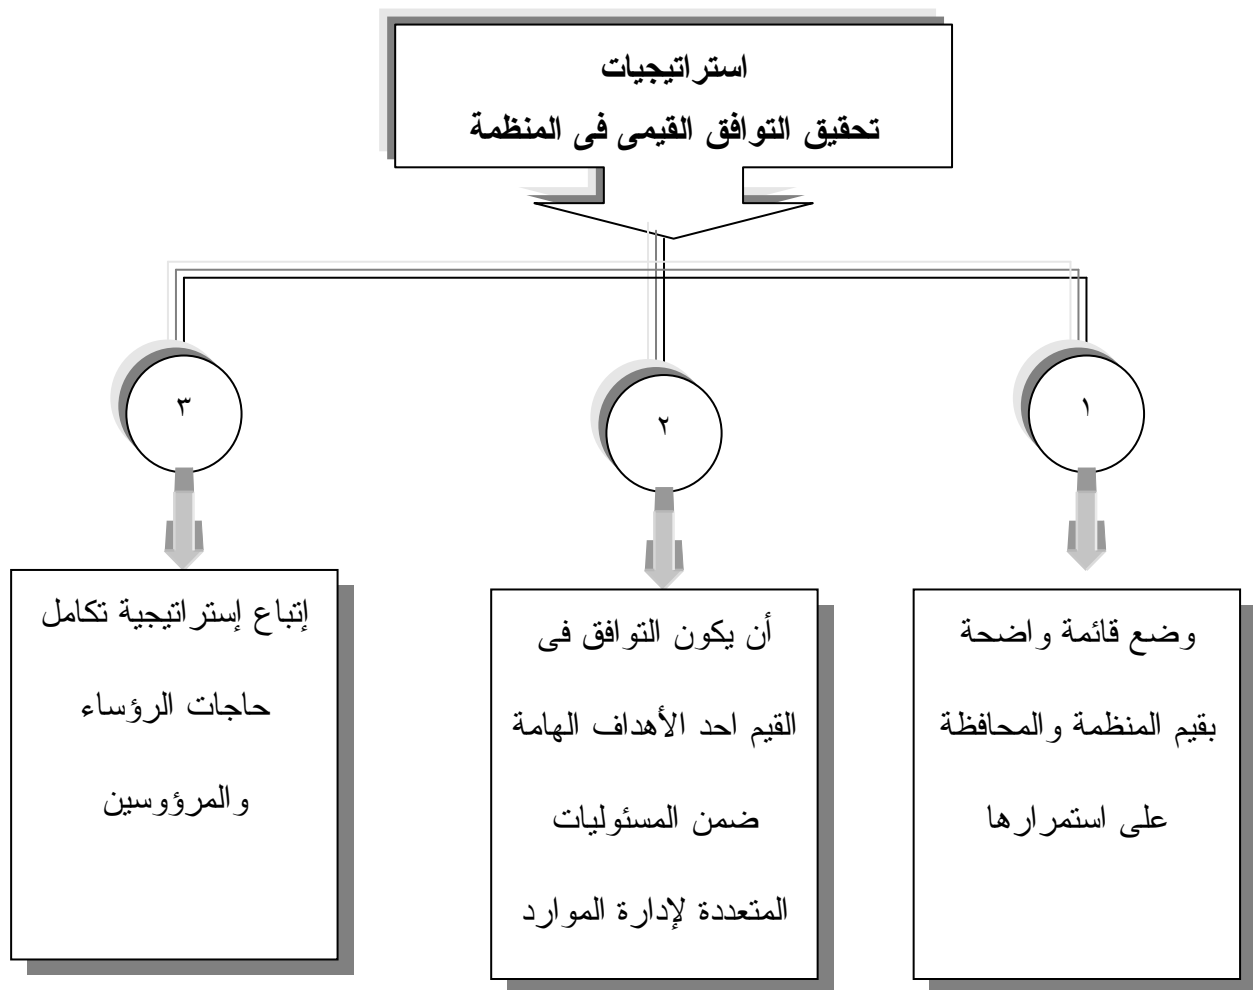 استراتيجيات
تحقيق التوافق القيمى فى المنظمة
١
وضع قائمة واضحة
بقيم المنظمة والمحافظة
على استمرارها
٢
أن يكون التوافق فى
القيم احد الأهداف الهامة
ضمن المسئوليات
المتعددة لإدارة الموارد
٣
إتباع إستراتيجية تكامل
حاجات الرؤساء
والمرؤوسين